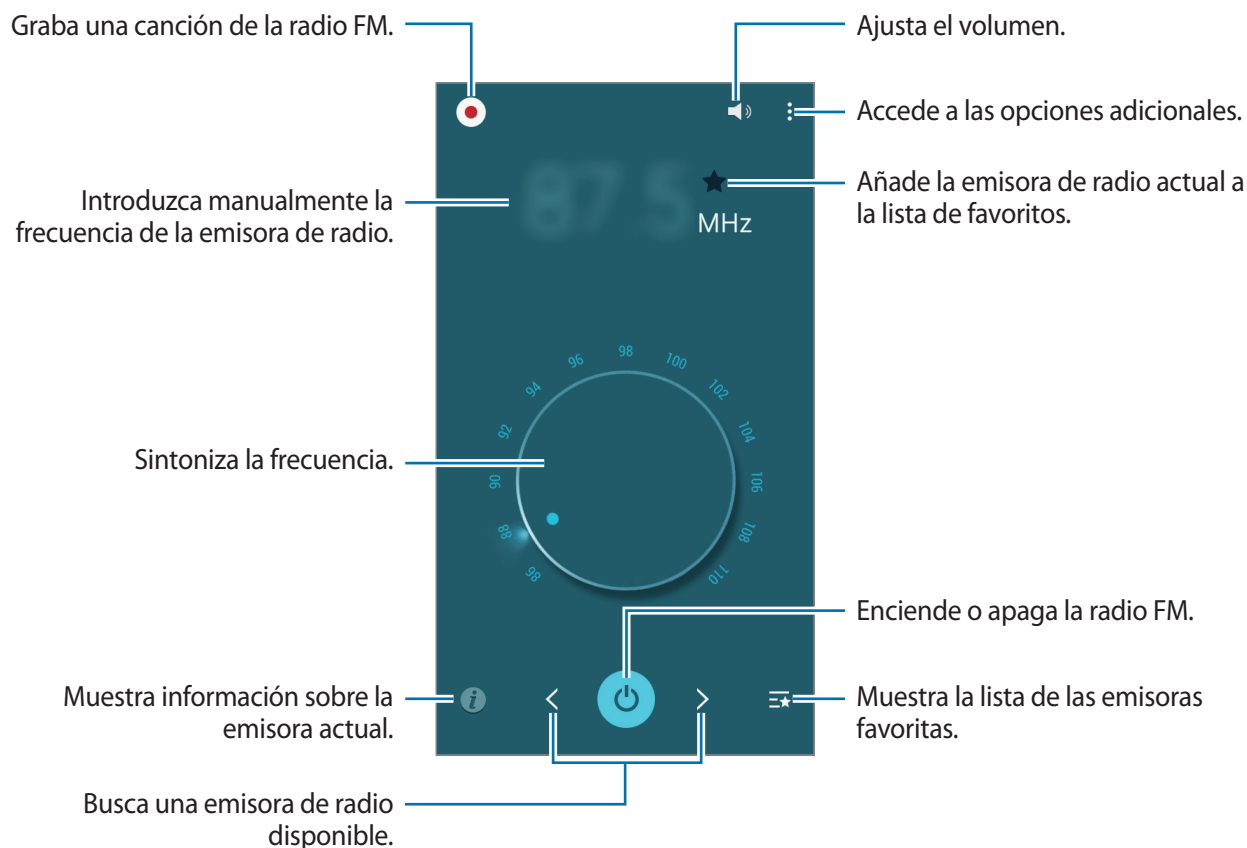 Graba una canción de la radio FM.
Ajusta el volumen.
Accede a las opciones adicionales.
Introduzca manualmente la
frecuencia de la emisora de radio.
87.5
MHz
Añade la emisora de radio actual a
la lista de favoritos.
86
88
90
92
94
96
98
100
102
104
106
108
110
Sintoniza la frecuencia.
Enciende o apaga la radio FM.
Muestra información sobre la
emisora actual.
i
Muestra la lista de las emisoras
favoritas.
Busca una emisora de radio
disponible.